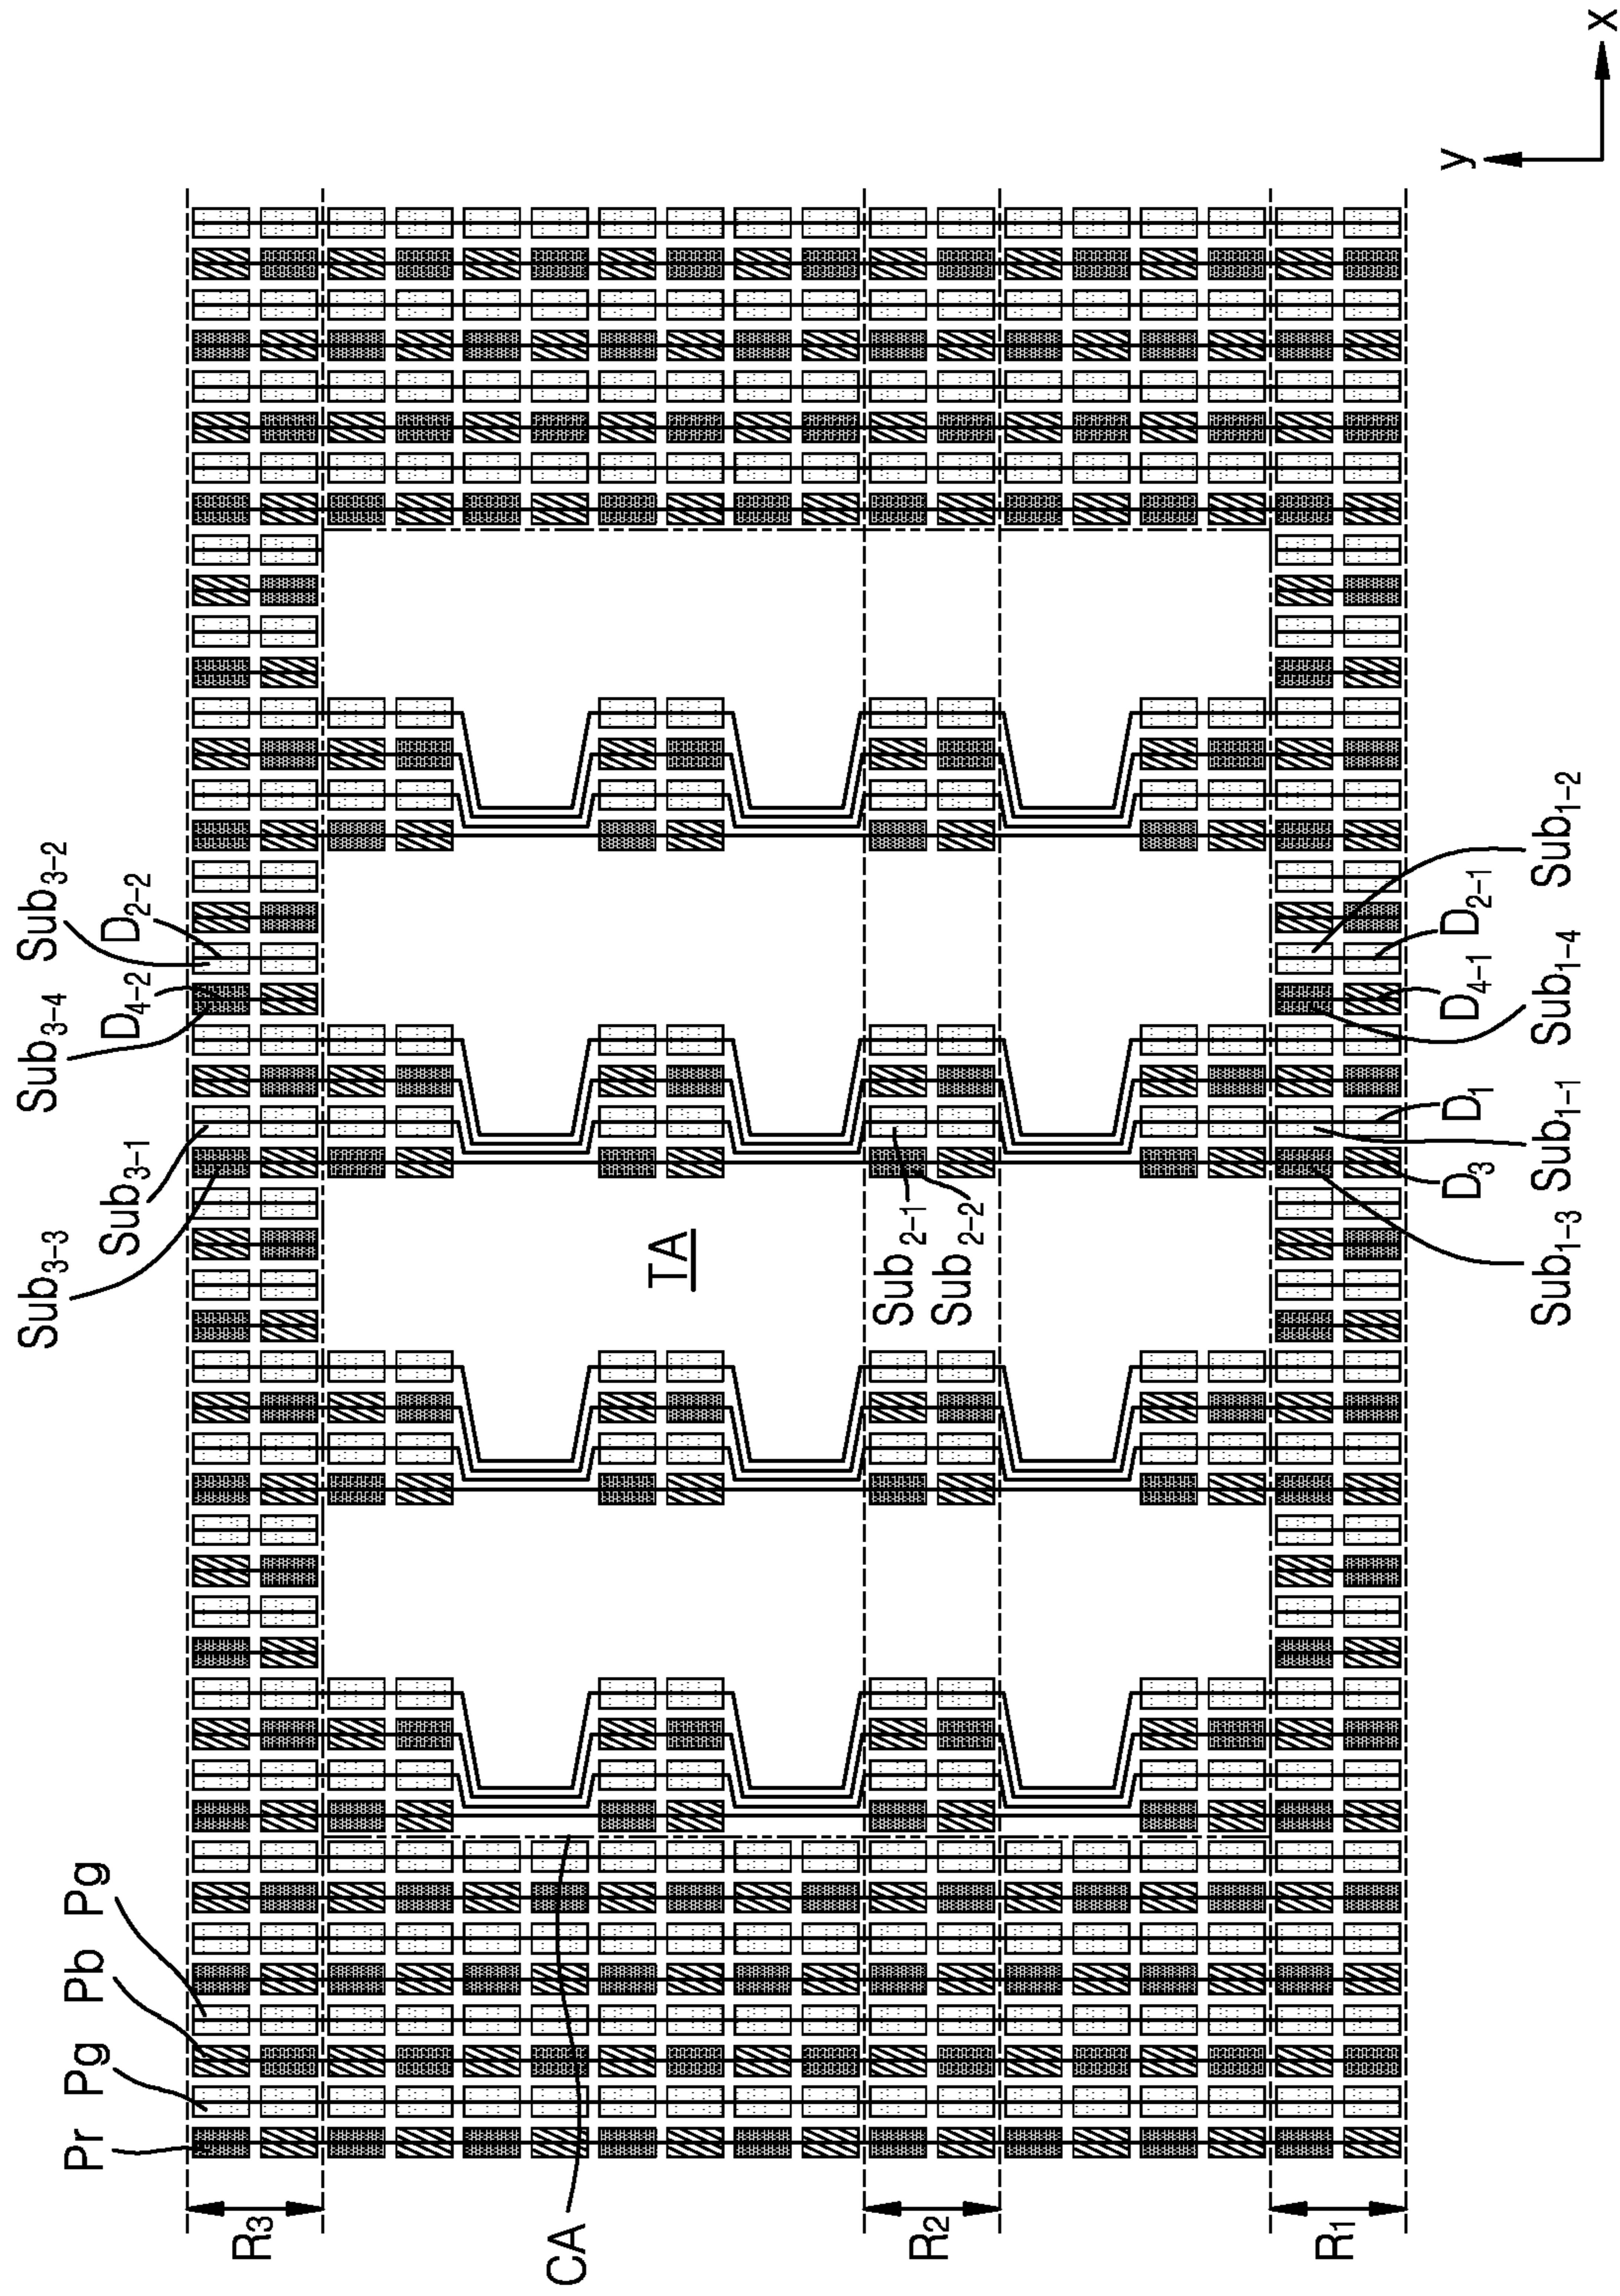 Sub₃₋₃
Sub₃₋₄
Sub₃₋₂
Pr
Pg
Pb
Pg
Sub₃₋₁
D₄₋₂
D₂₋₂
R₃
CA
TA
R₂
Sub₂₋₁
Sub₂₋₂
R₁
D₃
D₁
D₄₋₁
D₂₋₁
Sub₁₋₃
Sub₁₋₁
Sub₁₋₄
Sub₁₋₂
y
x